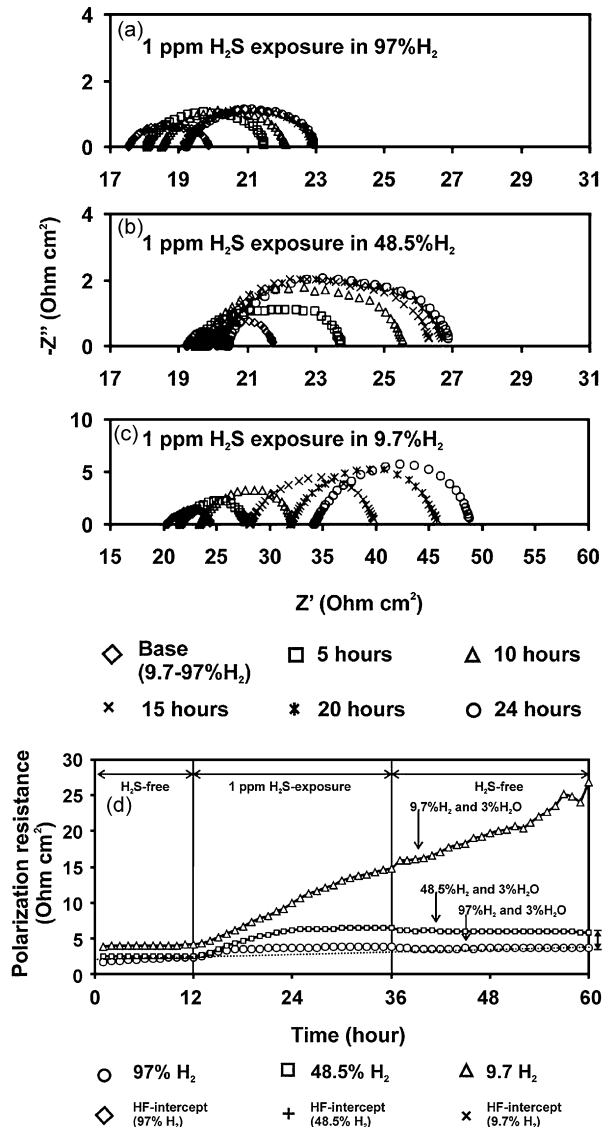 (a) 1 ppm H₂S exposure in 97%H₂
4
2
0
17 19 21 23 25 27 29 31
(b) 1 ppm H₂S exposure in 48.5%H₂
4
2
0
17 19 21 23 25 27 29 31
-Z" (Ohm cm²)
(c) 1 ppm H₂S exposure in 9.7%H₂
10
5
0
15 20 25 30 35 40 45 50 55 60
Z' (Ohm cm²)
Base 5 hours 10 hours
(9.7-97%H₂)
15 hours 20 hours 24 hours
30
25
20
15
10
5
0
Polarization resistance
(Ohm cm²)
H₂S-free 1 ppm H₂S-exposure H₂S-free
(d)
9,7%H₂ and 3%H₂O
48,5%H₂ and 3%H₂O
97%H₂ and 3%H₂O
0 12 24 36 48 60
Time (hour)
97% H₂ 48.5% H₂ 9.7 H₂
HF-intercept HF-intercept HF-intercept
(97% H₂) (48.5% H₂) (9.7% H₂)